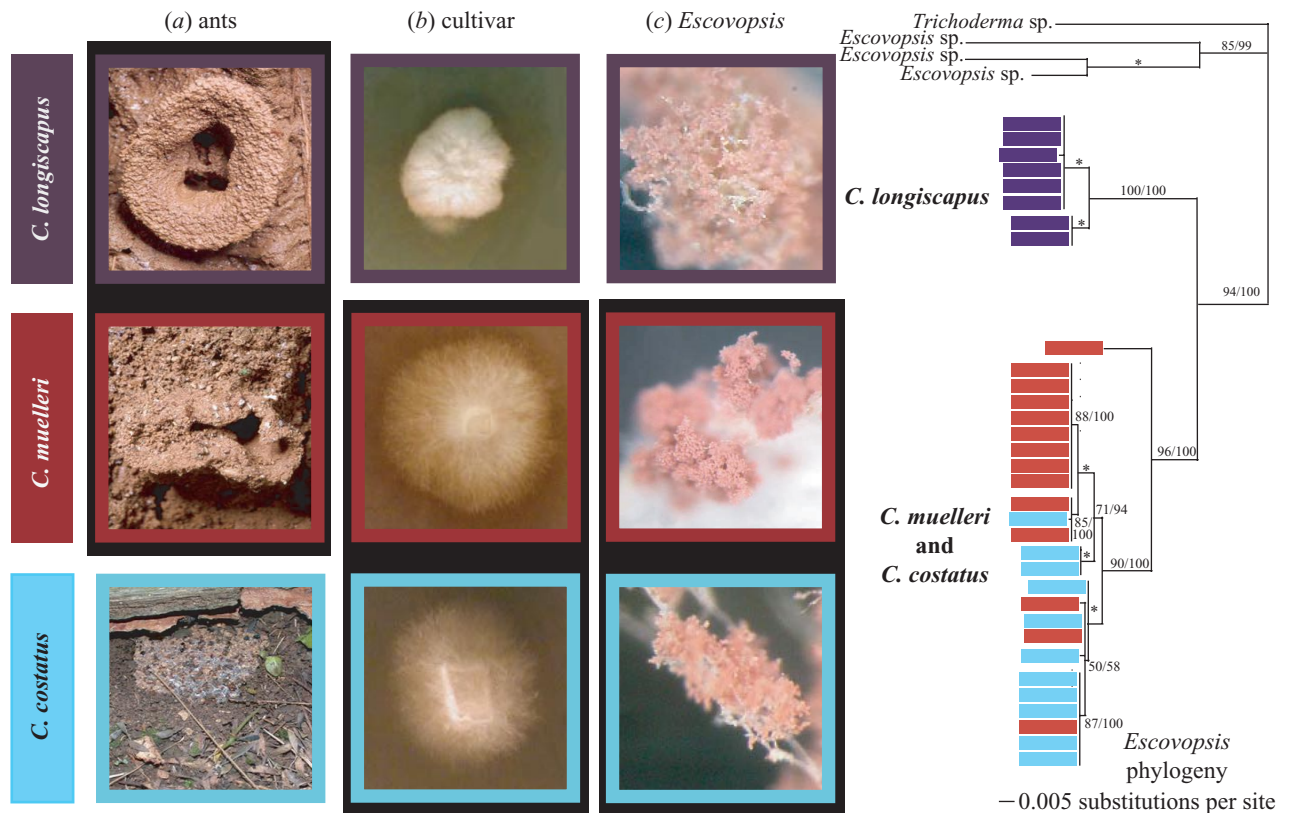 (a) ants
(b) cultivar
(c) Escovopsis
C. longiscapus
C. muelleri
C. costatus
Trichoderma sp.
Escovopsis sp.
Escovopsis sp.
Escovopsis sp.
85/99
*
C. longiscapus
*
*
100/100
94/100
88/100
*
96/100
C. muelleri
and
C. costatus
71/94
85/
100
*
90/100
*
50/58
87/100
Escovopsis
phylogeny
0.005 substitutions per site